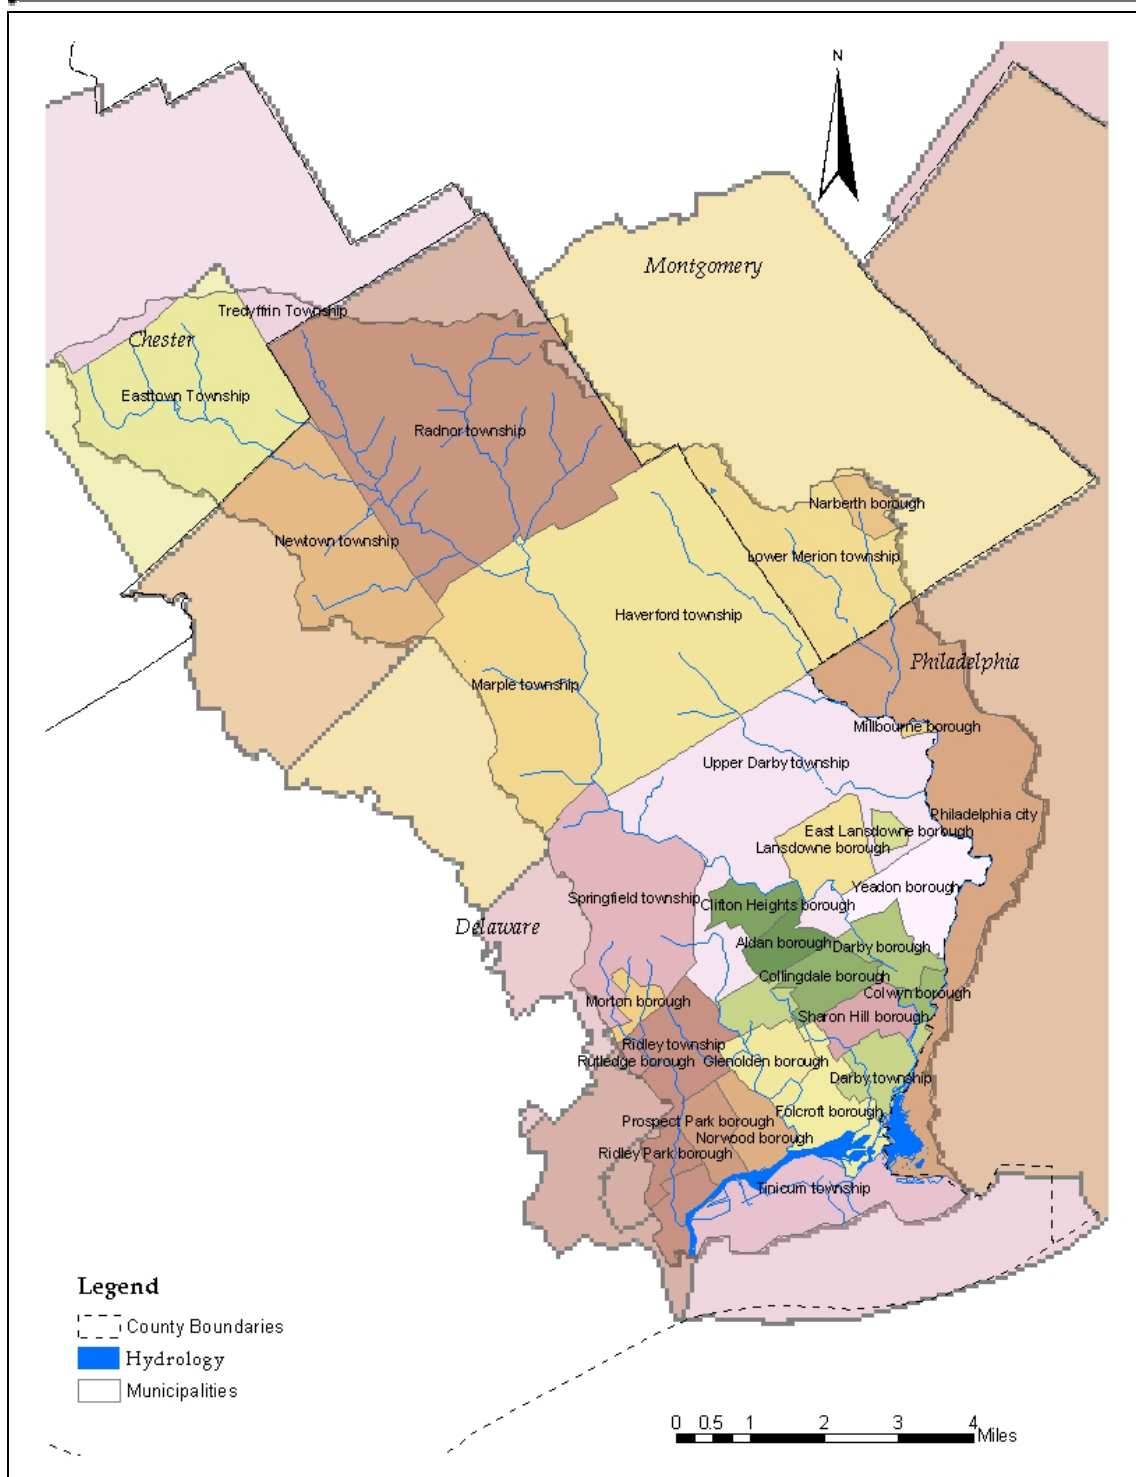 N
Montgomery
Tredyffrin Township
Chester
Easttown Township
Radnor township
Narberth borough
Newtown township
Lower Merion township
Haverford township
Philadelphia
Marple township
Millbourne borough
Upper Darby township
Philadelphia city
East Lansdowne borough
Lansdowne borough
Yeadon borough
Springfield township
Clifton Heights borough
Delaware
Aldan borough
Darby borough
Collingdale borough
Colwyn borough
Morton borough
Sharon Hill borough
Ridley township
Rutledge borough
Glenolden borough
Darby township
Folcroft borough
Prospect Park borough
Norwood borough
Ridley Park borough
Tinicum township
Legend
County Boundaries
Hydrology
Municipalities
0 0.5 1 2 3 4
Miles